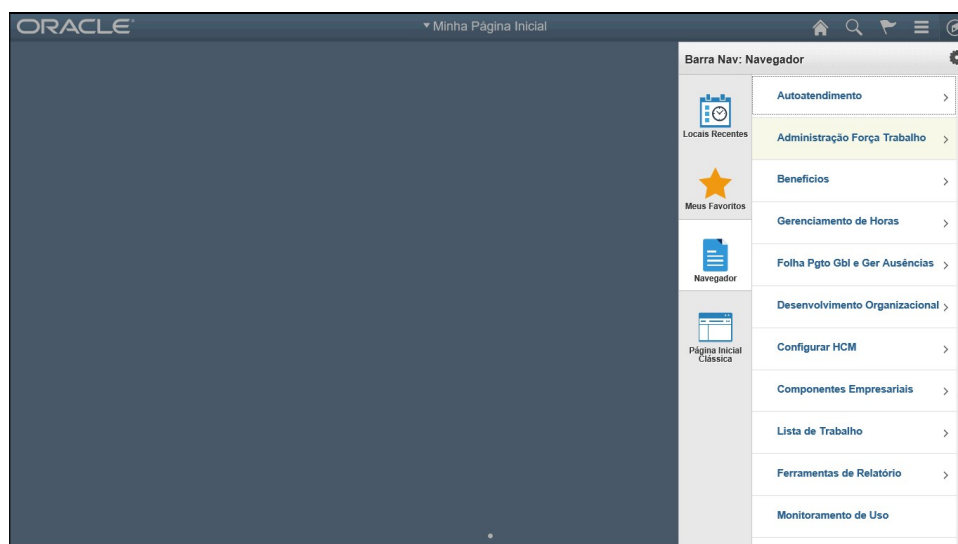 ORACLE
Minha Página Inicial
Barra Nav: Navegador
Locais Recentes
Meus Favoritos
Navegador
Página Inicial
Clássica
Autoatendimento
Administração Força Trabalho
Benefícios
Gerenciamento de Horas
Folha Pgto Gbl e Ger Ausências
Desenvolvimento Organizacional
Configurar HCM
Componentes Empresariais
Lista de Trabalho
Ferramentas de Relatório
Monitoramento de Uso